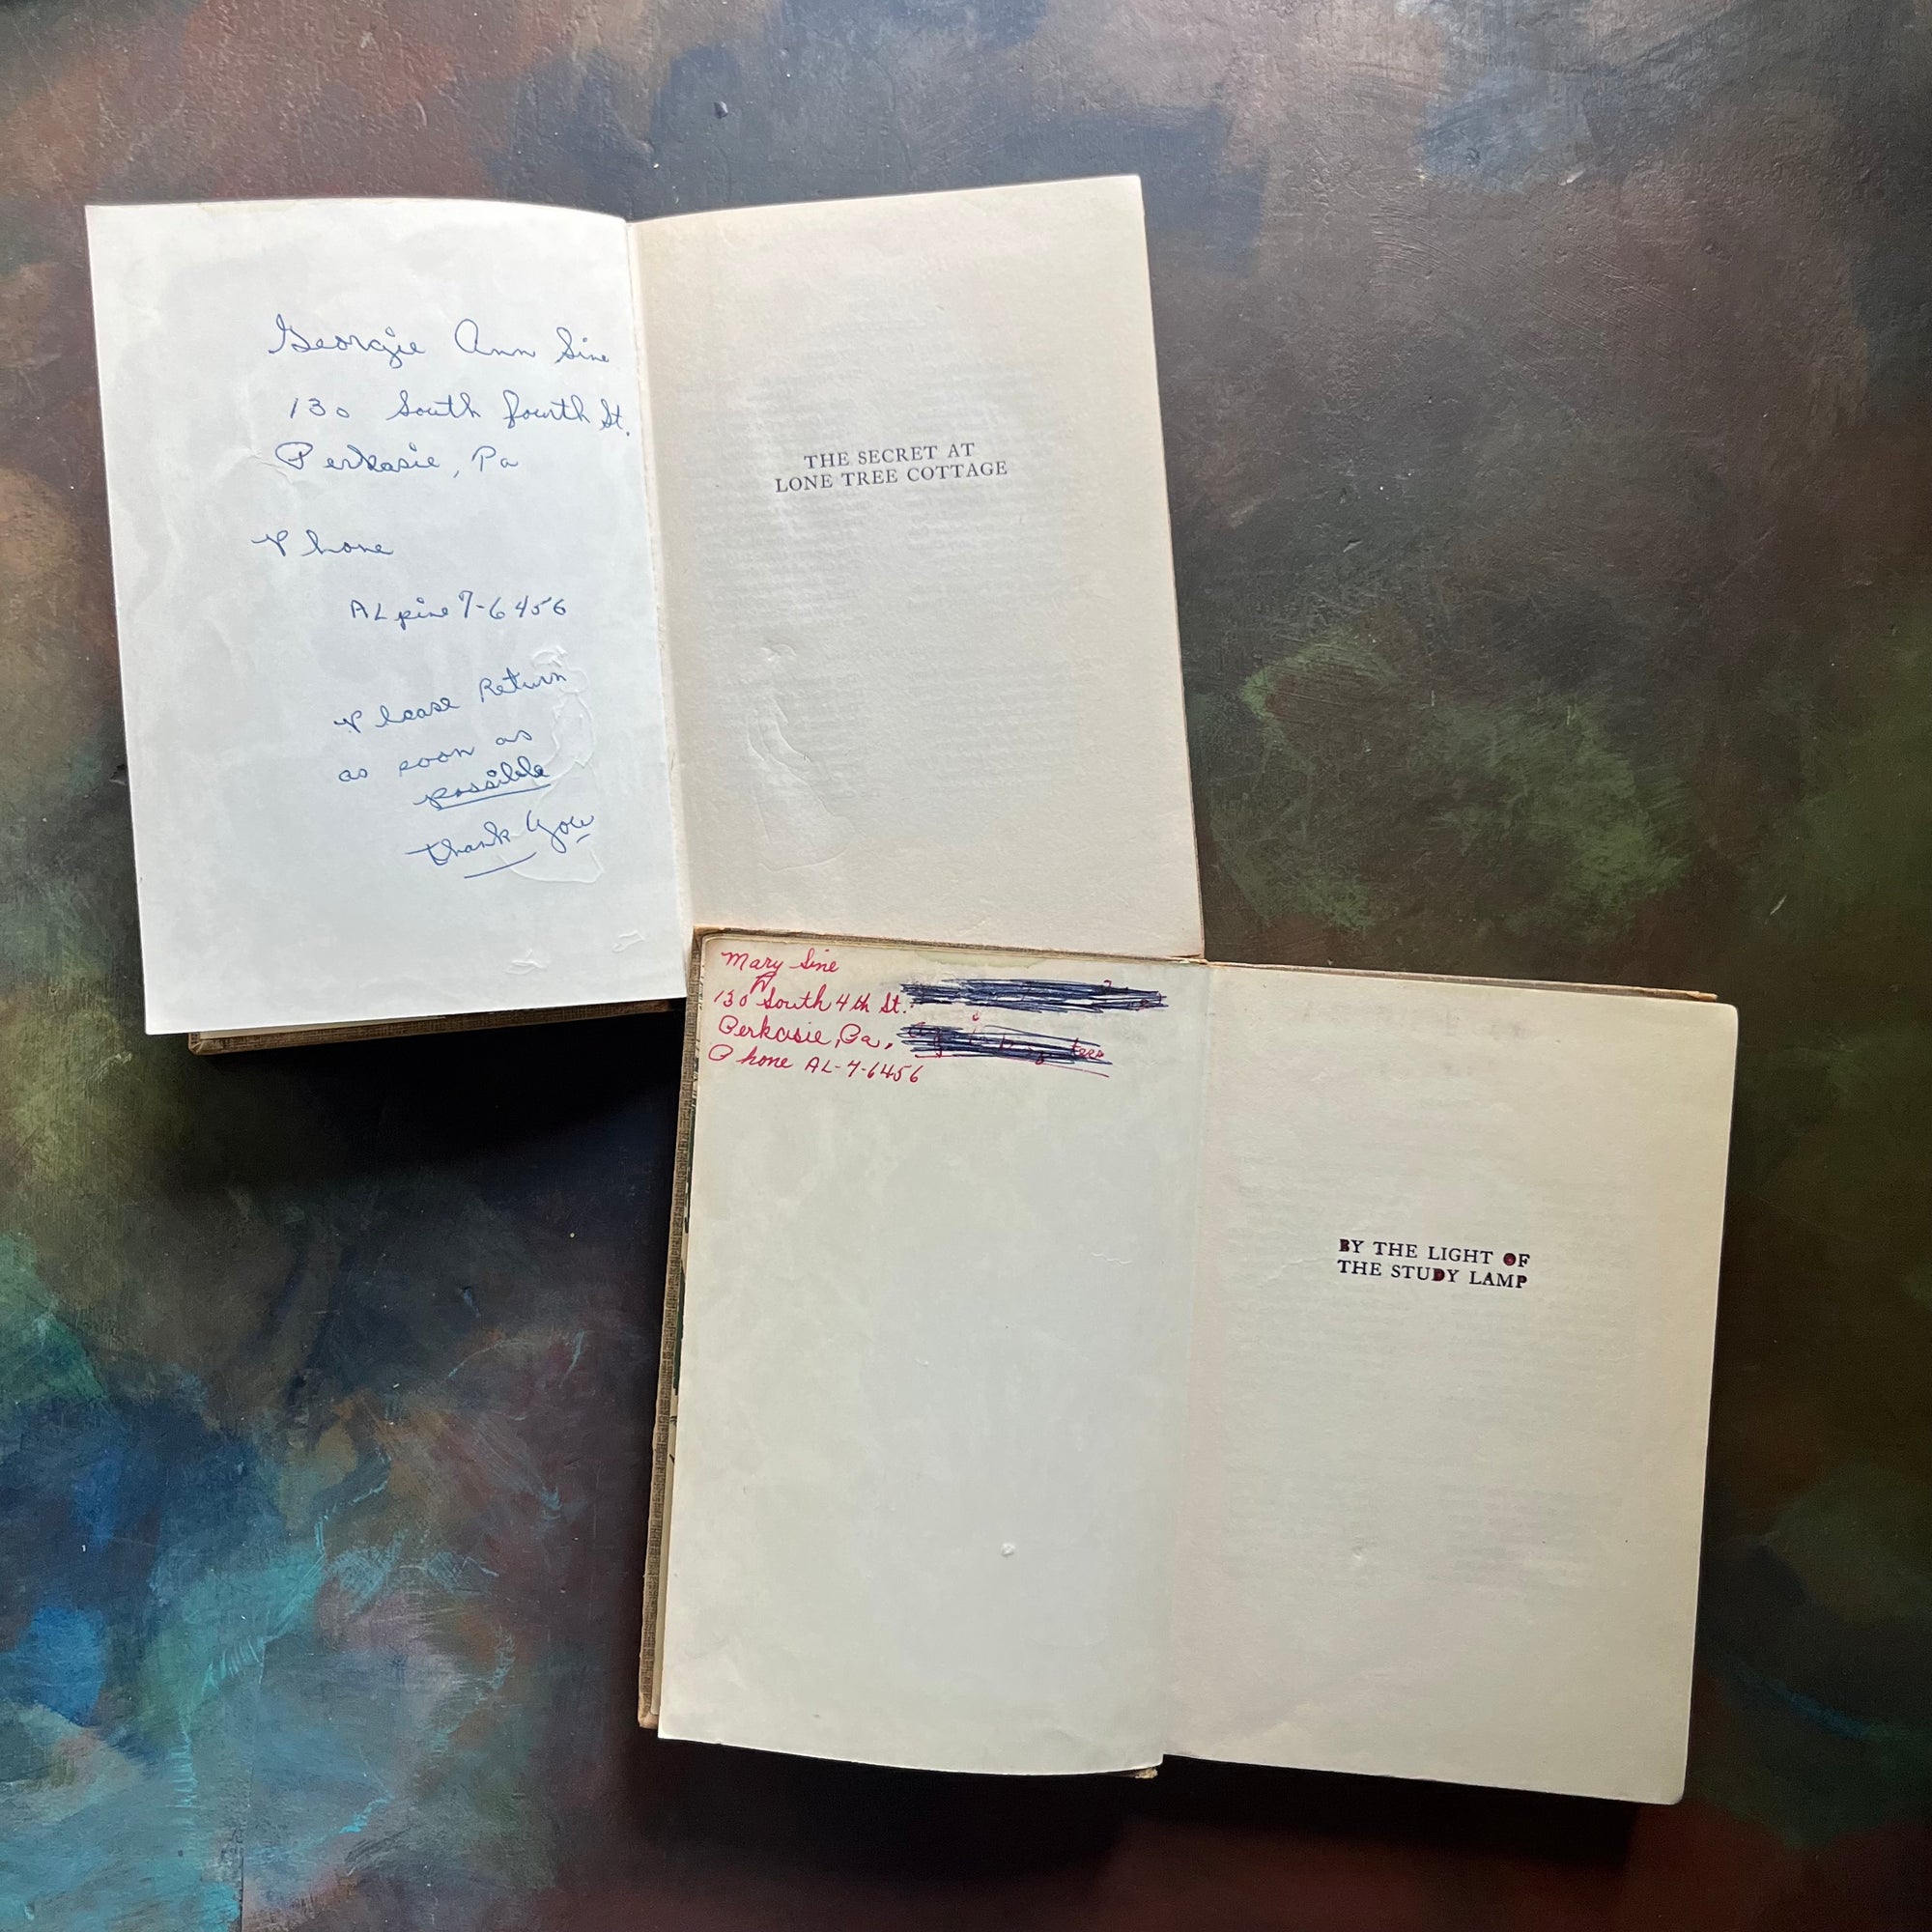 Georgie Ann Sine
130 South fourth St.
Perkasie, Pa
Phone
ALpine 7-6456
Please Return
as soon as
possible
Thank You
THE SECRET AT
LONE TREE COTTAGE
Mary Sine
130 South 4th St.
Perkasie, Pa.
Phone AL-7-6456
BY THE LIGHT OF
THE STUDY LAMP